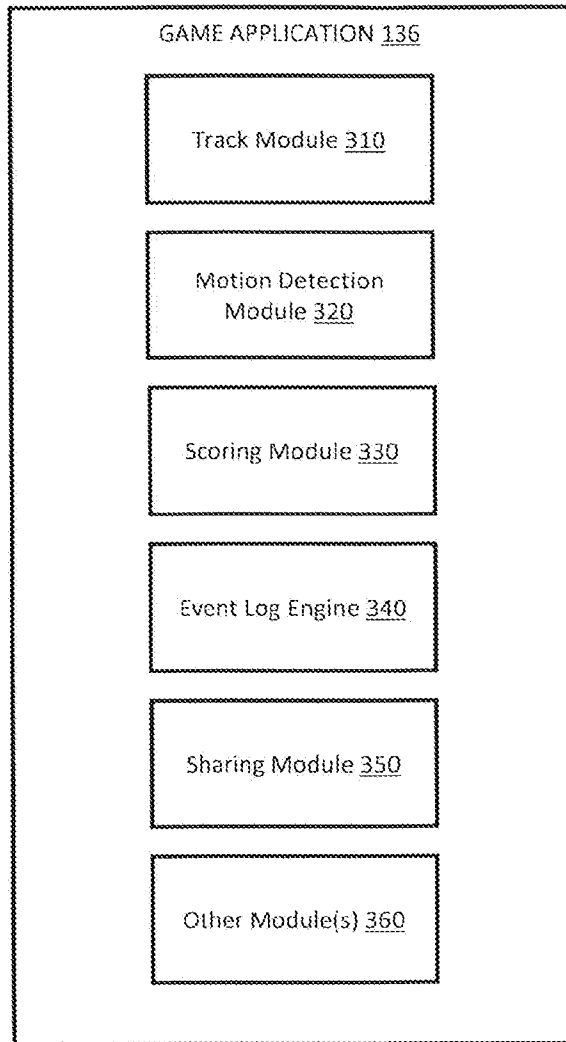 GAME APPLICATION 136
Track Module 310
Motion Detection
Module 320
Scoring Module 330
Event Log Engine 340
Sharing Module 350
Other Module(s) 360